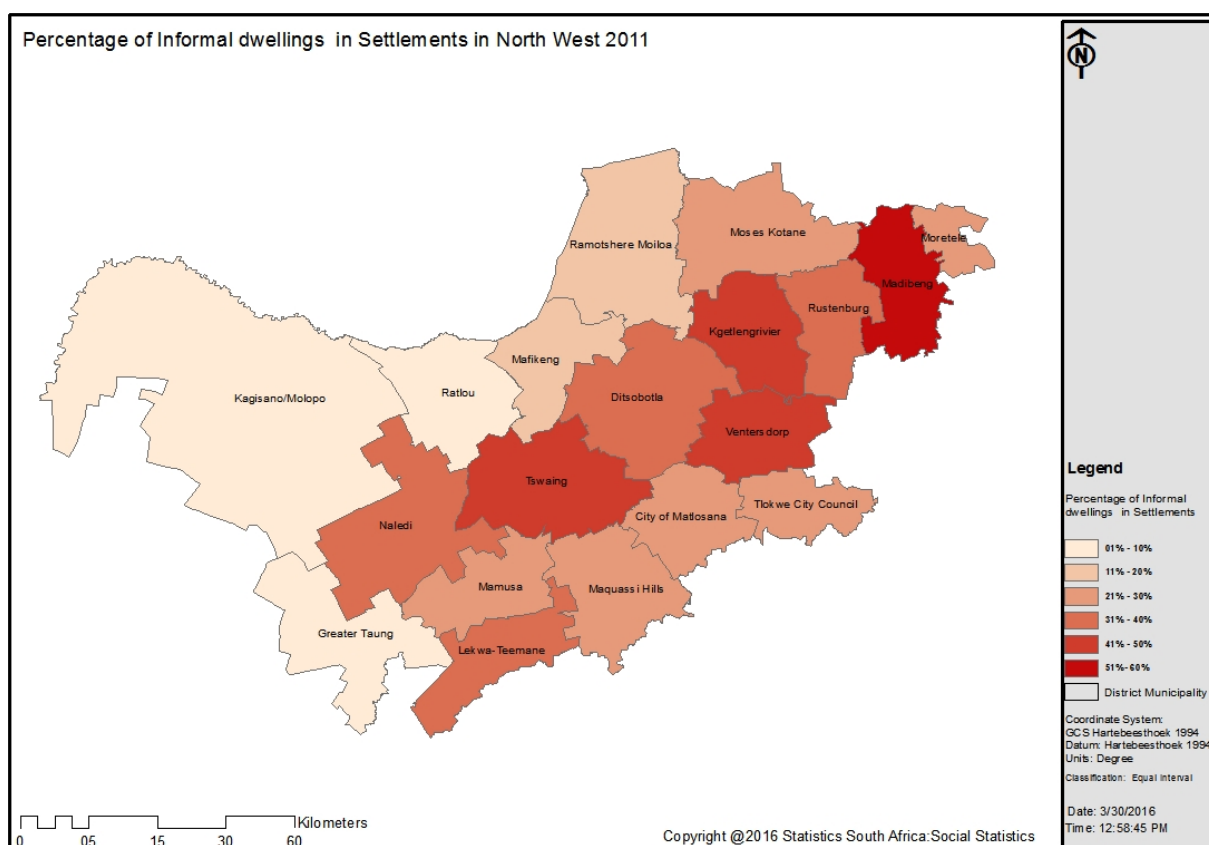 Percentage of Informal dwellings in Settlements in North West 2011
N
Ramotshere Moiloa
Moses Kotane
Moretele
Madibeng
Rustenburg
Kgetlengrivier
Mafikeng
Ratlou
Kagisano/Molopo
Ditsobotla
Ventersdorp
Tswaing
Tlokwe City Council
City of Matlosana
Naledi
Mamusa
Maquassi Hills
Greater Taung
Lekwa-Teemane
Legend
Percentage of Informal
dwellings in Settlements
01% - 10%
11% - 20%
21% - 30%
31% - 40%
41% - 50%
51%- 60%
District Municipality
Coordinate System:
GCS Hartebeesthoek 1994
Datum: Hartebeesthoek 1994
Units: Degree
Classification: Equal Interval
Date: 3/30/2016
Time: 12:58:45 PM
Kilometers
0 05 15 30 60
Copyright @2016 Statistics South Africa:Social Statistics